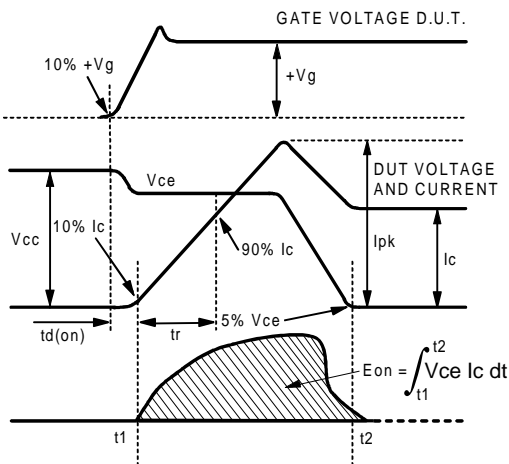 GATE VOLTAGE D.U.T.
10% +Vg
+Vg
Vce
DUT VOLTAGE
AND CURRENT
10% Ic
90% Ic
Vcc
Ipk
Ic
td(on)
tr
5% Vce
Eon = ∫ Vce Ic dt
t2
t1
t1
t2